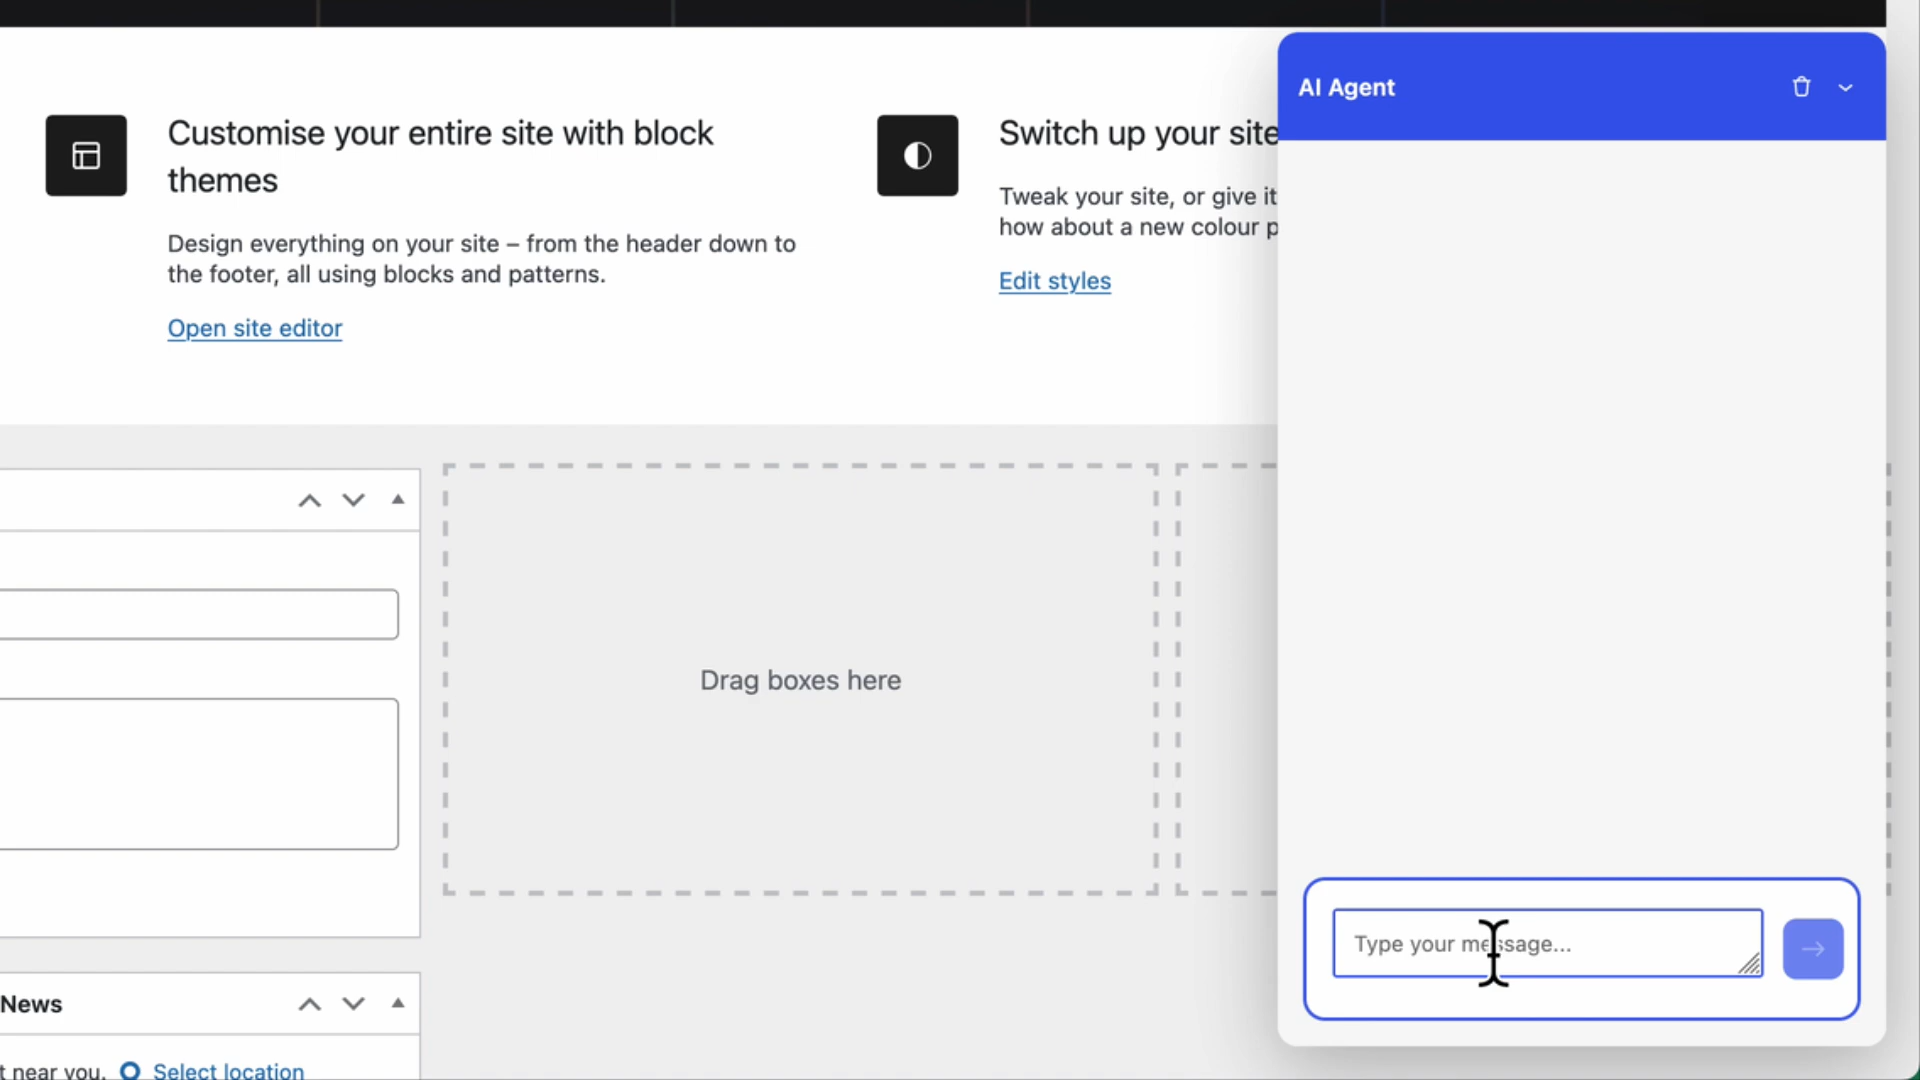 AI Agent
Customise your entire site with block
themes
Design everything on your site – from the header down to
the footer, all using blocks and patterns.
Open site editor
Switch up your site
Tweak your site, or give it
how about a new colour p
Edit styles
Drag boxes here
Type your message...
News
t near you.
Select location